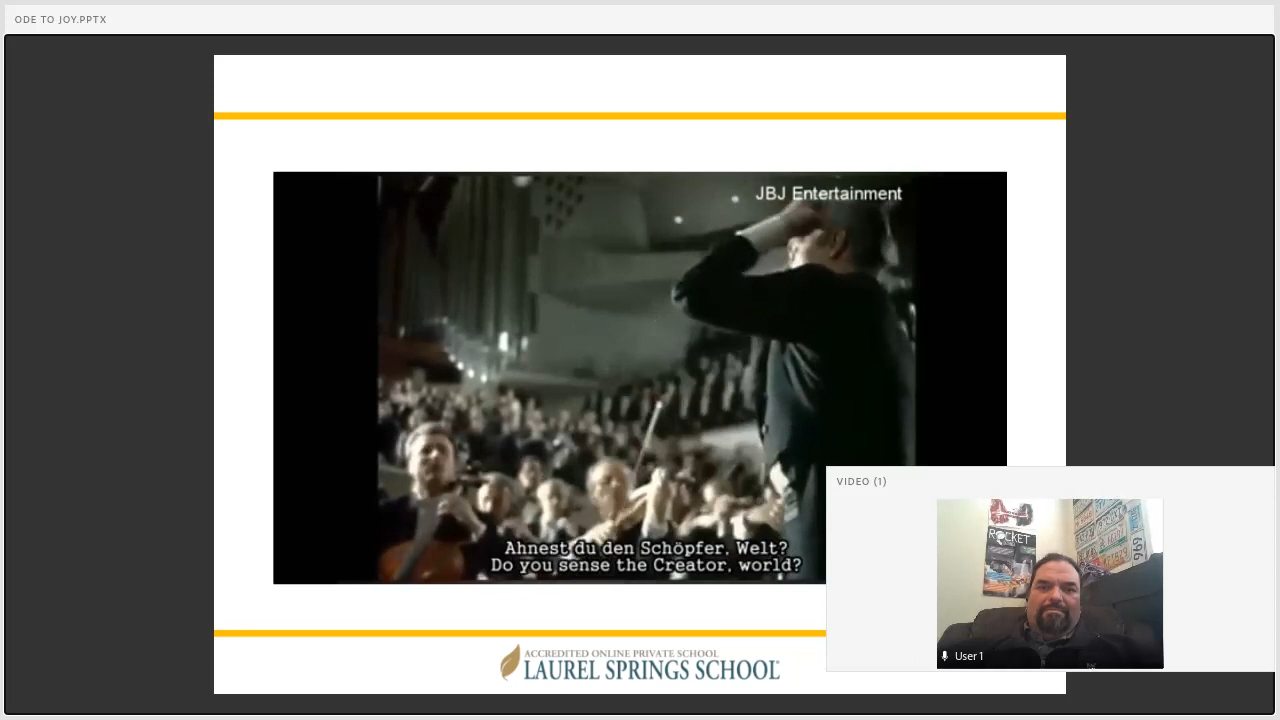 ODE TO JOY.PPTX
JBJ Entertainment
Ahnest du den Schöpfer, Welt?
Do you sense the Creator, world?
VIDEO (1)
ROCKET
User 1
ACCREDITED ONLINE PRIVATE SCHOOL
LAUREL SPRINGS SCHOOL